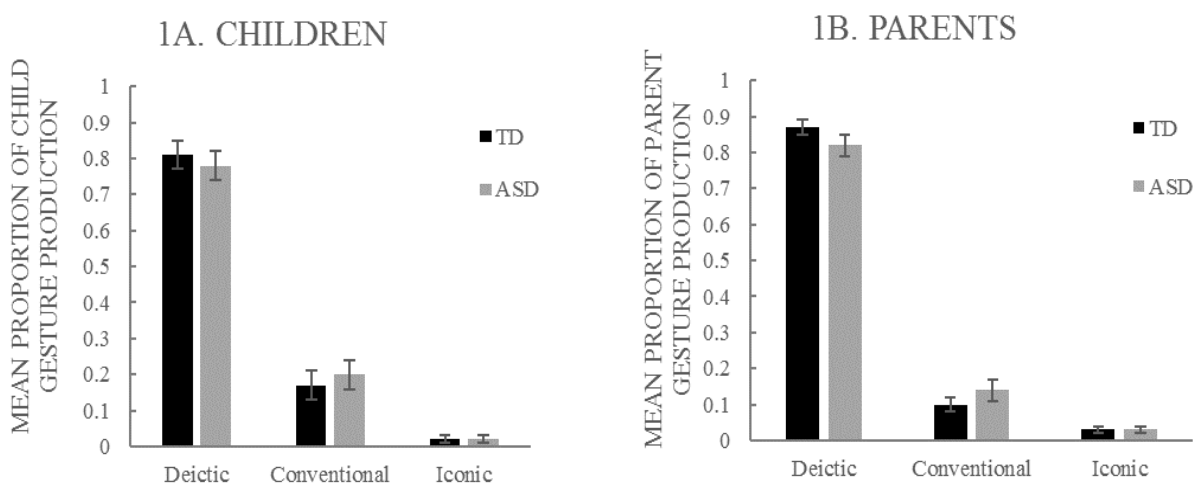 1A. CHILDREN
MEAN PROPORTION OF CHILD
GESTURE PRODUCTION
1
0.9
0.8
0.7
0.6
0.5
0.4
0.3
0.2
0.1
0
TD
ASD
Deictic Conventional Iconic
1B. PARENTS
MEAN PROPORTION OF PARENT
GESTURE PRODUCTION
1
0.9
0.8
0.7
0.6
0.5
0.4
0.3
0.2
0.1
0
TD
ASD
Deictic Conventional Iconic